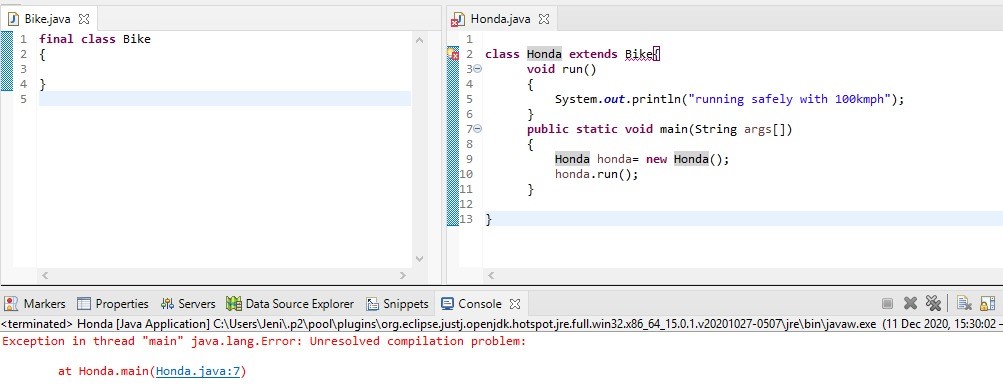 Bike.java
1 final class Bike
2 {
3
4 }
5
Honda.java
1
2 class Honda extends Bike{
3 void run()
4 {
5 System.out.println("running safely with 100kmph");
6 }
7 public static void main(String args[])
8 {
9 Honda honda= new Honda();
10 honda.run();
11 }
12
13 }
Markers Properties Servers Data Source Explorer Snippets Console
<terminated> Honda [Java Application] C:\Users\Jeni\.p2\pool\plugins\org.eclipse.justj.openjdk.hotspot.jre.full.win32.x86_64_15.0.1.v20201027-0507\jre\bin\javaw.exe (11 Dec 2020, 15:30:02 –
Exception in thread "main" java.lang.Error: Unresolved compilation problem:
at Honda.main(Honda.java:7)